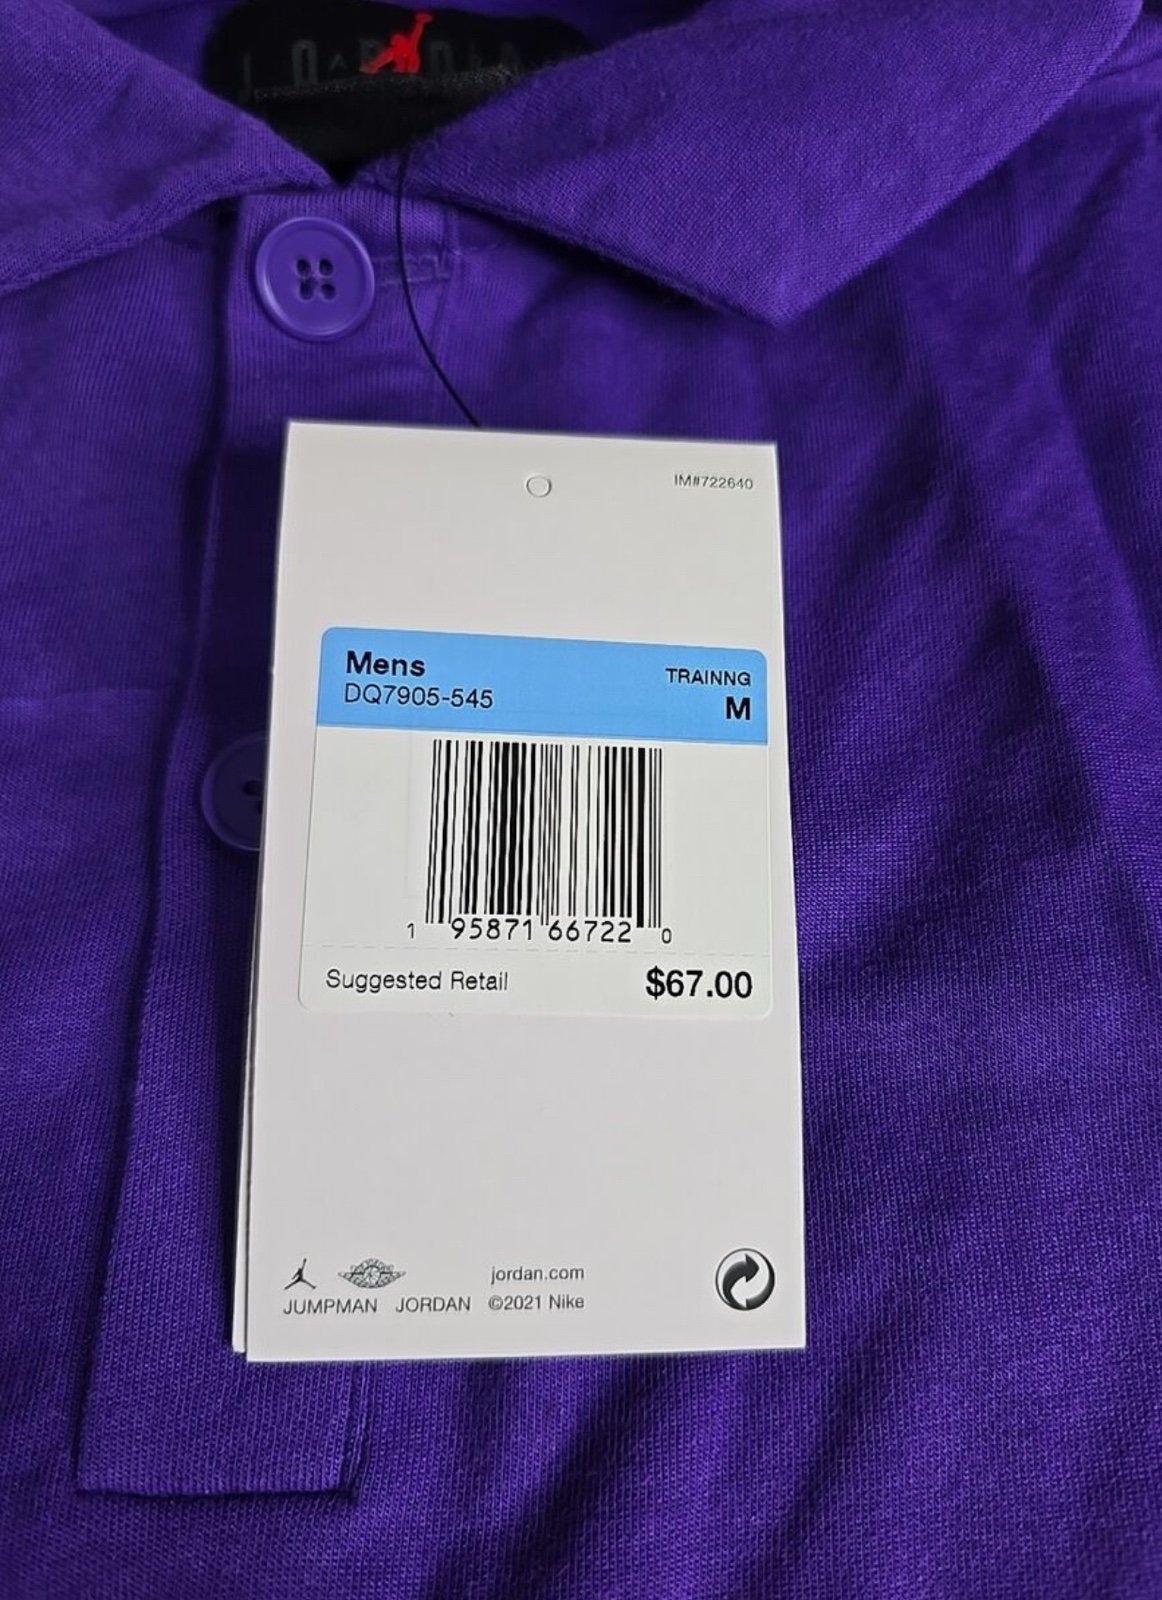 JORDAN
IM#722640
Mens
TRAINNG
DQ7905-545
M
1 95871 66722 0
Suggested Retail $67.00
jordan.com
JUMPMAN JORDAN ©2021 Nike